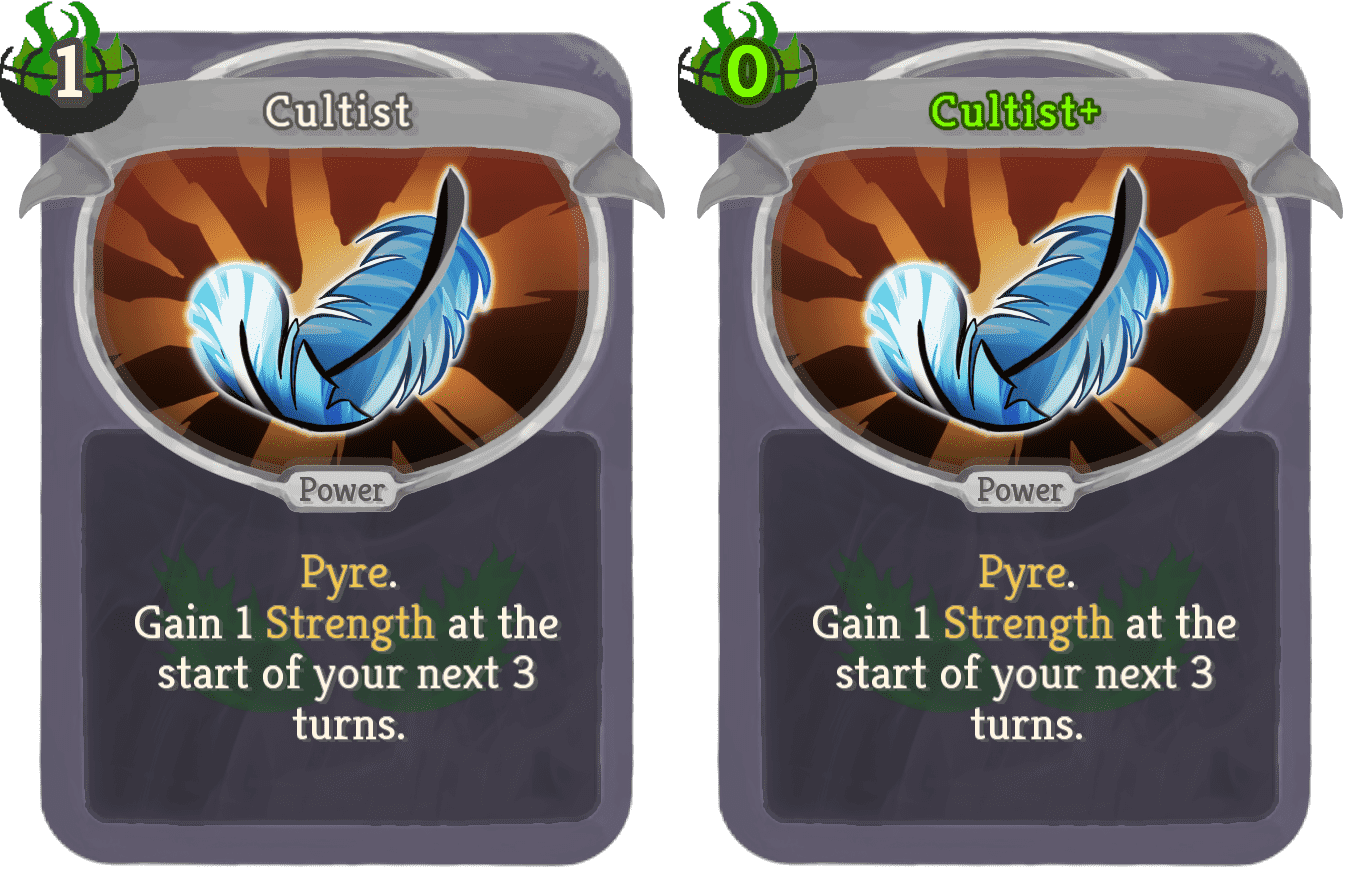 1
Cultist
Power
Pyre.
Gain 1 Strength at the
start of your next 3
turns.
0
Cultist+
Power
Pyre.
Gain 1 Strength at the
start of your next 3
turns.